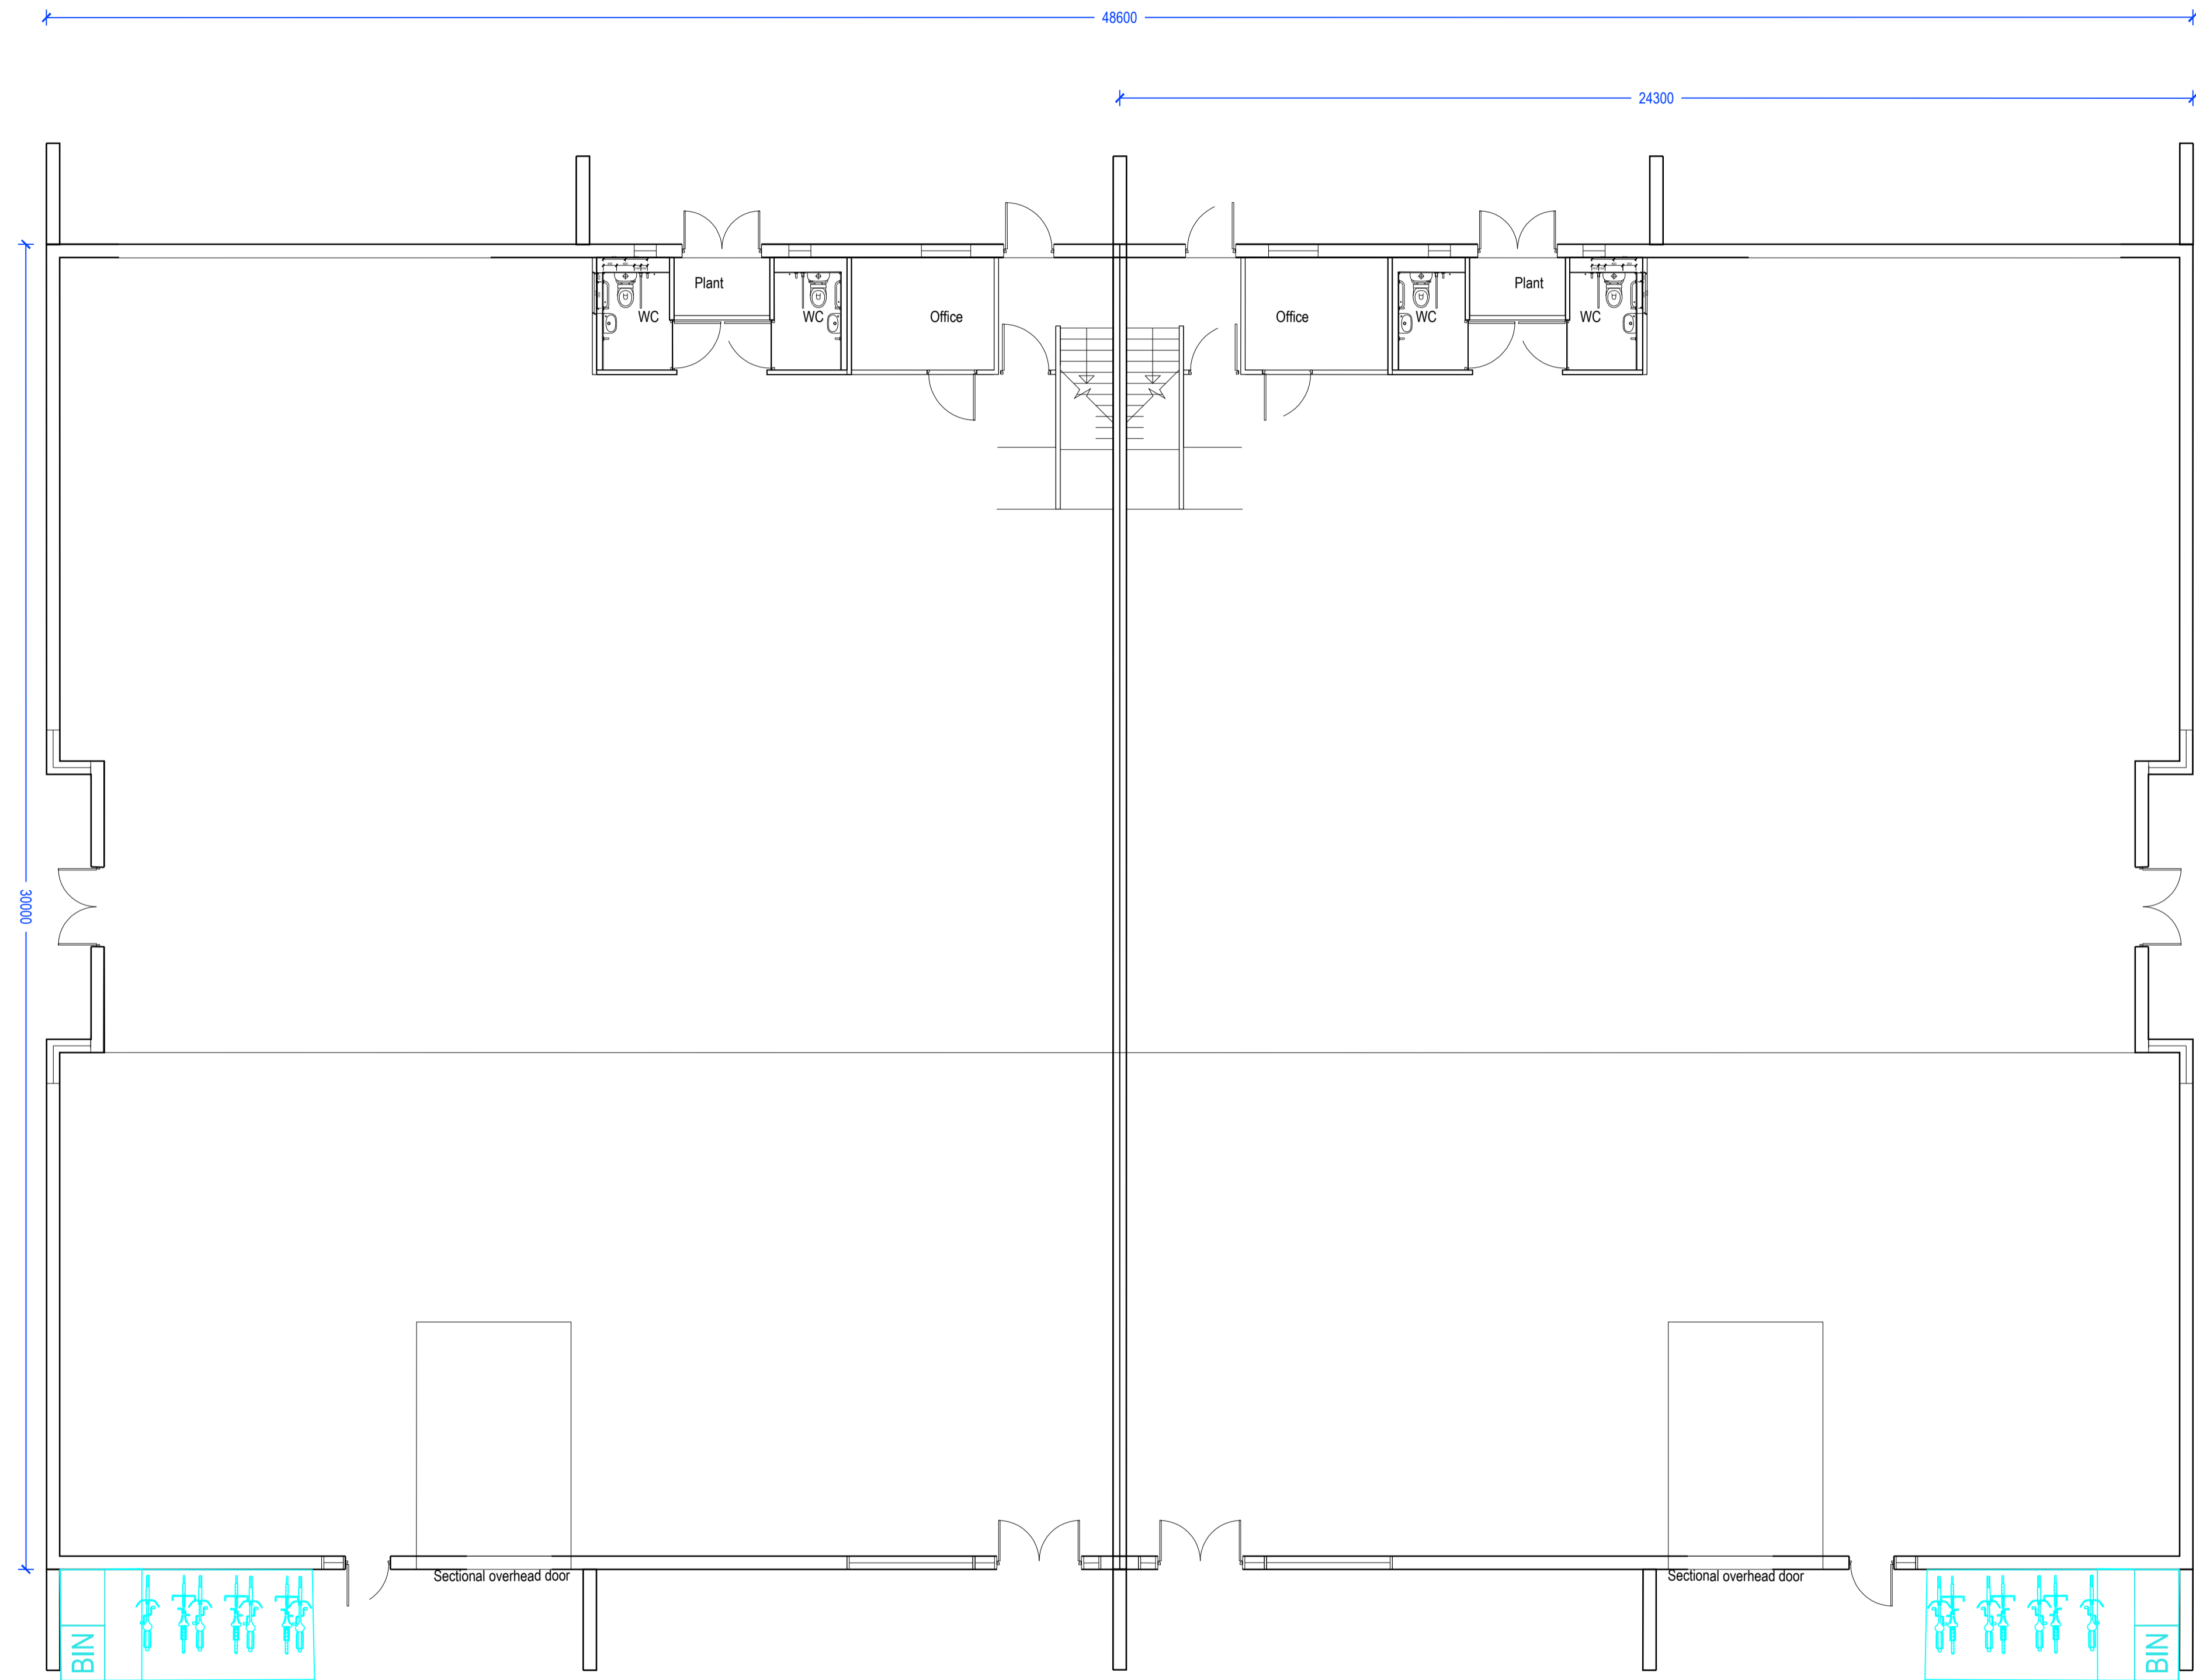 48600
24300
Plant
Plant
WC
WC
Office
Office
WC
WC
30000
Sectional overhead door
Sectional overhead door
BIN
BIN